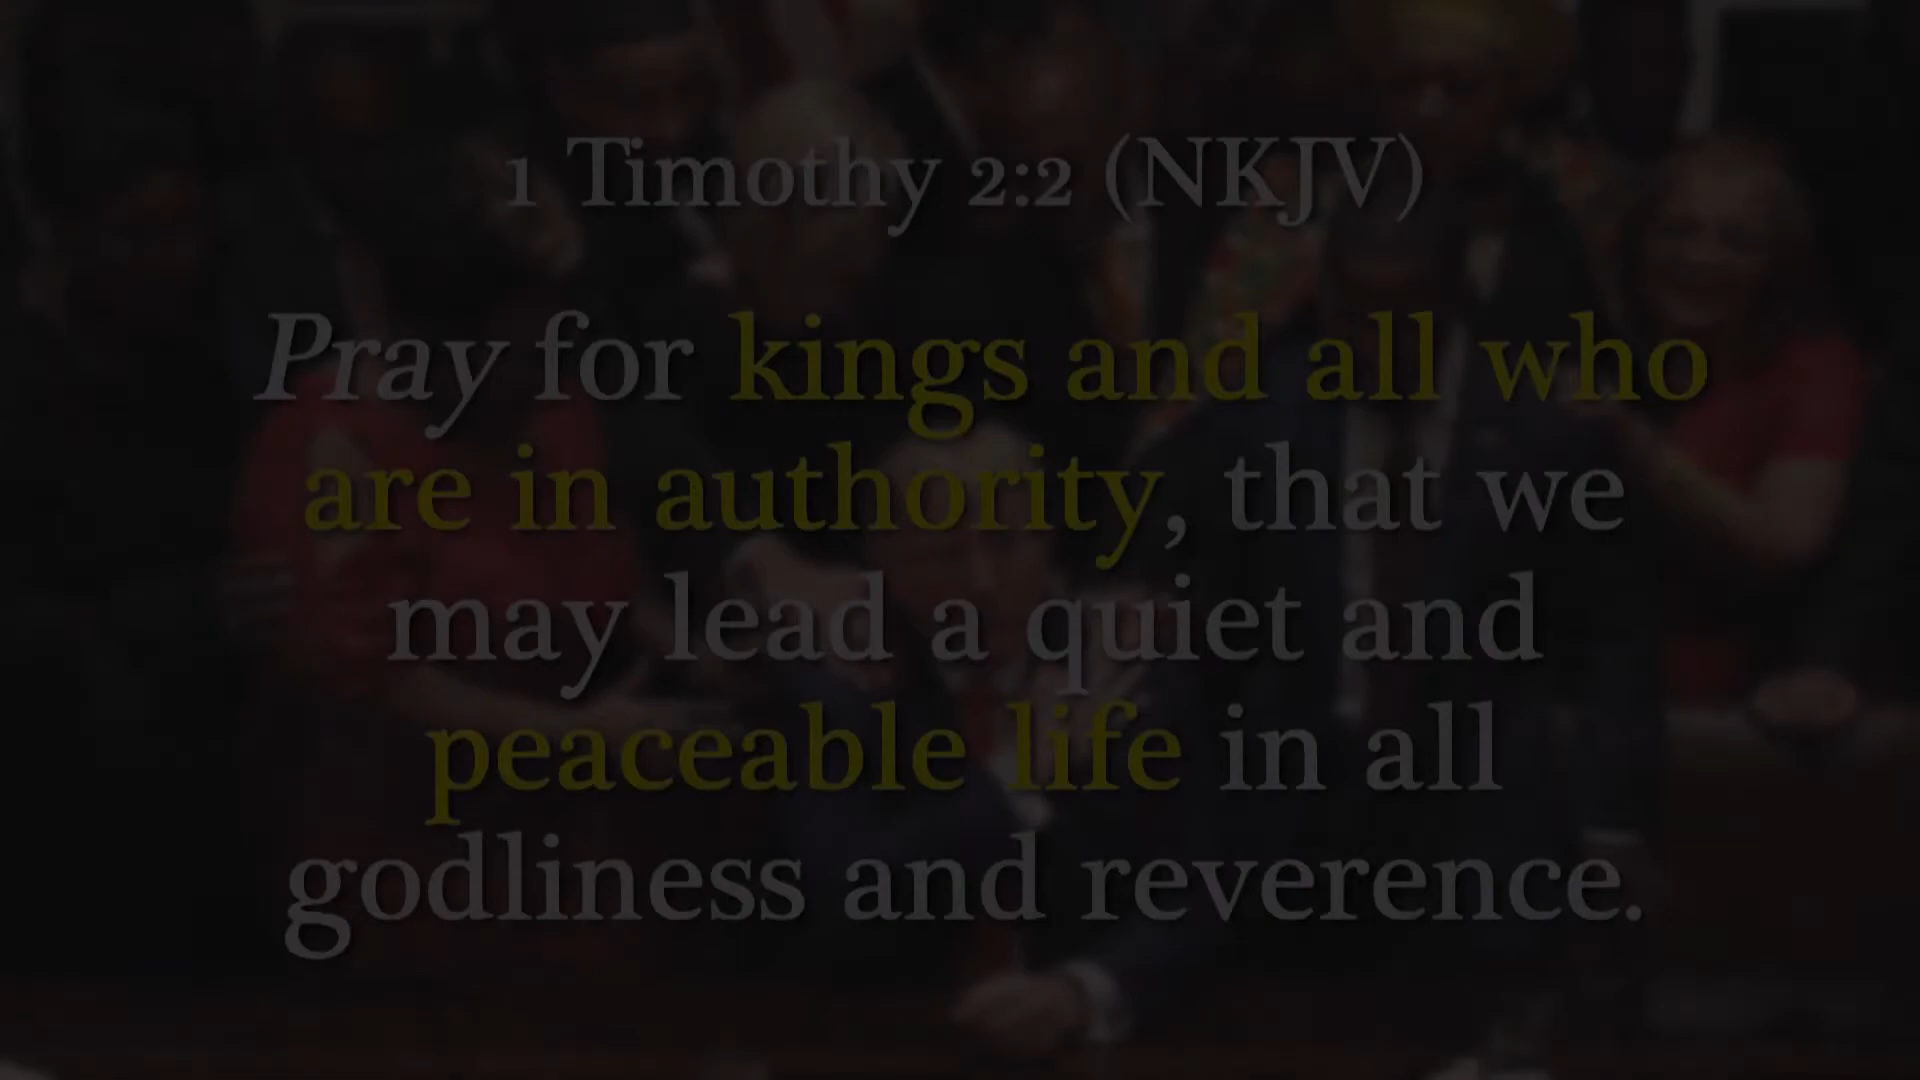 1 Timothy 2:2 (NKJV)
Pray for kings and all who
are in authority, that we
may lead a quiet and
peaceable life in all
godliness and reverence.